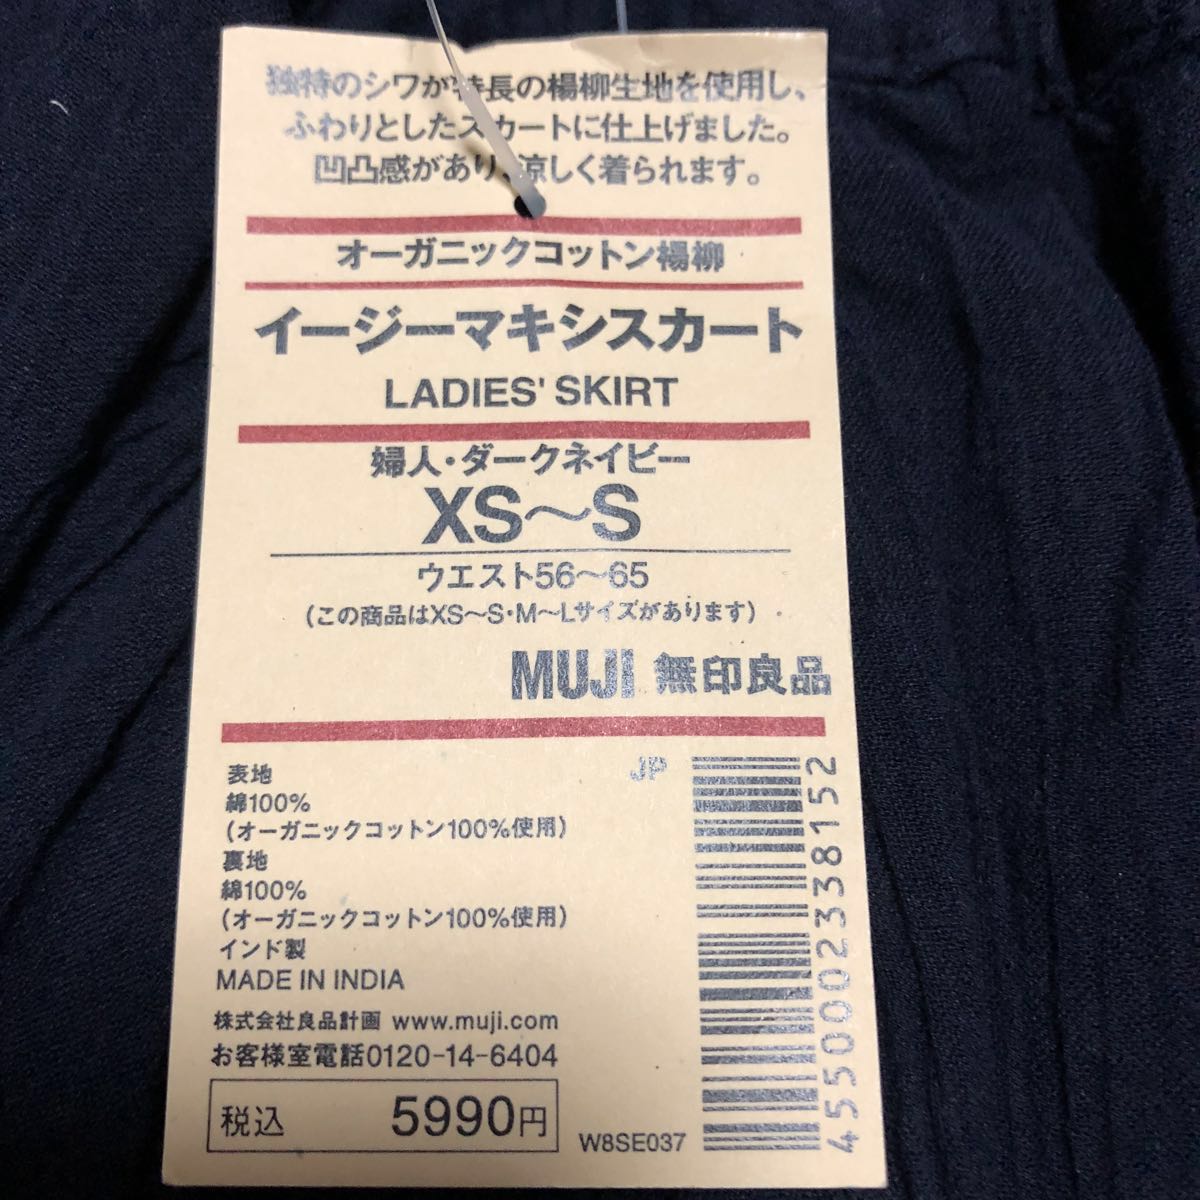 独特のシワが特長の楊柳生地を使用し、
ふわりとしたスカートに仕上げました。
凹凸感があり、涼しく着られます。
オーガニックコットン楊柳
イージーマキシスカート
LADIES' SKIRT
婦人・ダークネイビー
XS〜S
ウエスト56〜65
(この商品はXS〜S・M〜Lサイズがあります)
MUJI 無印良品
表地
綿100%
(オーガニックコットン100%使用)
裏地
綿100%
(オーガニックコットン100%使用)
インド製
MADE IN INDIA
株式会社良品計画 www.muji.com
お客様室電話0120-14-6404
税込 5990円
W8SE037
JP
4550002338152